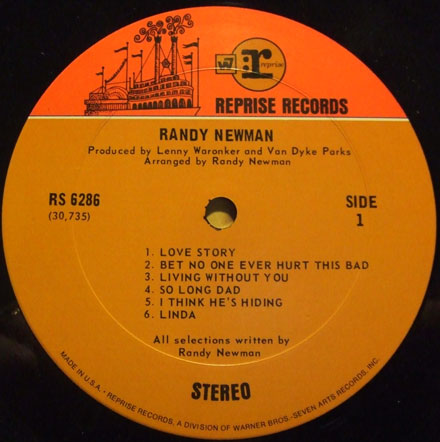 W7
r
reprise
REPRISE RECORDS
RANDY NEWMAN
Produced by Lenny Waronker and Van Dyke Parks
Arranged by Randy Newman
RS 6286
(30,735)
SIDE
1
1. LOVE STORY
2. BET NO ONE EVER HURT THIS BAD
3. LIVING WITHOUT YOU
4. SO LONG DAD
5. I THINK HE'S HIDING
6. LINDA
All selections written by
Randy Newman
STEREO
MADE IN U.S.A. • REPRISE RECORDS, A DIVISION OF WARNER BROS.-SEVEN ARTS RECORDS, INC.